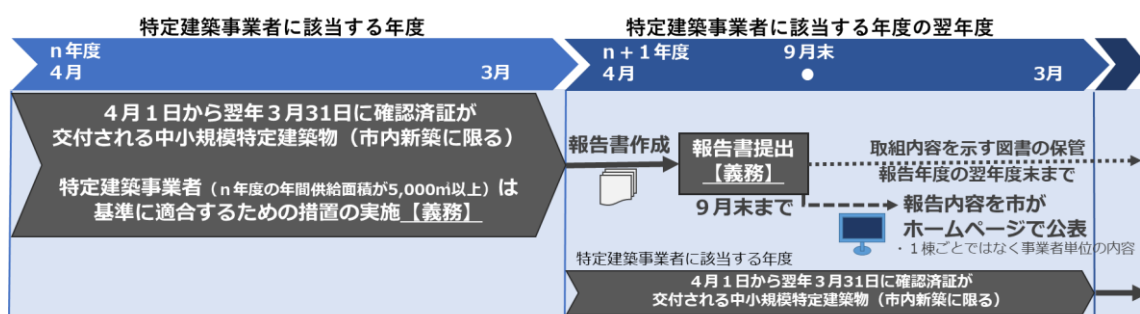 特定建築事業者に該当する年度
特定建築事業者に該当する年度の翌年度
n年度
4月
3月
n+1年度
4月
9月末
3月
4月1日から翌年3月31日に確認済証が
交付される中小規模特定建築物(市内新築に限る)
特定建築事業者(n年度の年間供給面積が5,000㎡以上)は
基準に適合するための措置の実施【義務】
報告書作成
報告書提出
【義務】
9月末まで
取組内容を示す図書の保管
報告年度の翌年度末まで
報告内容を市が
ホームページで公表
・1棟ごとではなく事業者単位の内容
特定建築事業者に該当する年度
4月1日から翌年3月31日に確認済証が
交付される中小規模特定建築物(市内新築に限る)